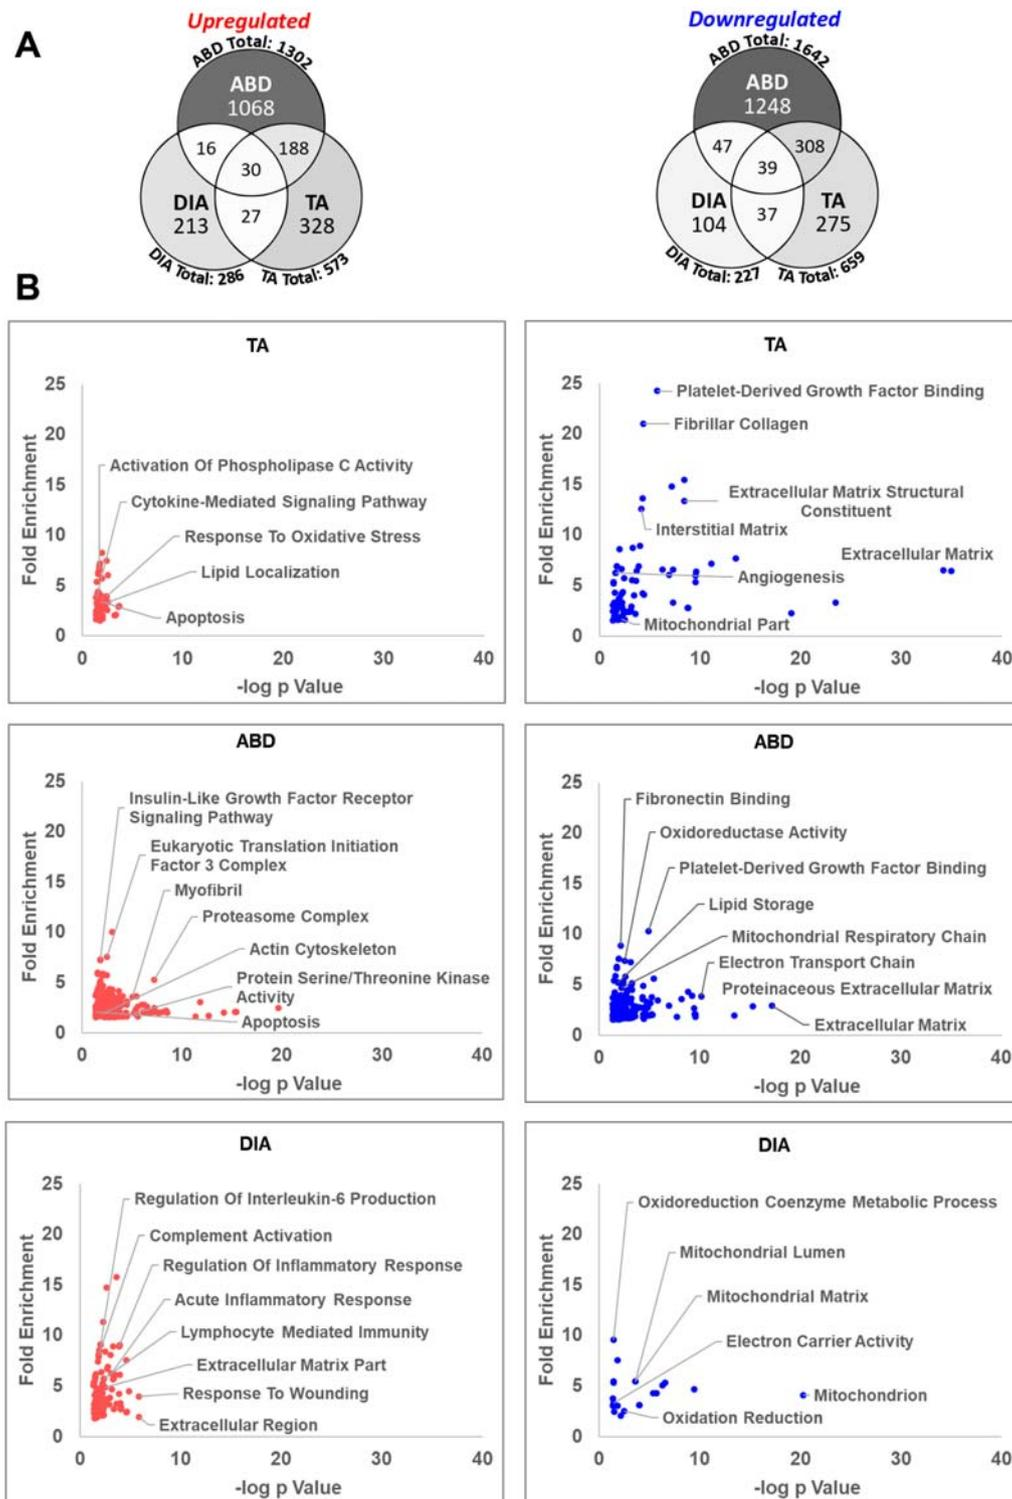 A
Upregulated
ABD Total: 1302
ABD
1068
16
188
30
DIA
213
27
TA
328
DIA Total: 286
TA Total: 573
Downregulated
ABD Total: 1642
ABD
1248
47
308
39
DIA
104
37
TA
275
DIA Total: 227
TA Total: 659
B
TA
Fold Enrichment
25
20
15
10
5
0
Activation Of Phospholipase C Activity
Cytokine-Mediated Signaling Pathway
Response To Oxidative Stress
Lipid Localization
Apoptosis
0 10 20 30 40
-log p Value
TA
Fold Enrichment
25
20
15
10
5
0
Platelet-Derived Growth Factor Binding
Fibrillar Collagen
Extracellular Matrix Structural
Constituent
Interstitial Matrix
Extracellular Matrix
Angiogenesis
Mitochondrial Part
0 10 20 30 40
-log p Value
ABD
Fold Enrichment
25
20
15
10
5
0
Insulin-Like Growth Factor Receptor
Signaling Pathway
Eukaryotic Translation Initiation
Factor 3 Complex
Myofibril
Proteasome Complex
Actin Cytoskeleton
Protein Serine/Threonine Kinase
Activity
Apoptosis
0 10 20 30 40
-log p Value
ABD
Fold Enrichment
25
20
15
10
5
0
Fibronectin Binding
Oxidoreductase Activity
Platelet-Derived Growth Factor Binding
Lipid Storage
Mitochondrial Respiratory Chain
Electron Transport Chain
Proteinaceous Extracellular Matrix
Extracellular Matrix
0 10 20 30 40
-log p Value
DIA
Fold Enrichment
25
20
15
10
5
0
Regulation Of Interleukin-6 Production
Complement Activation
Regulation Of Inflammatory Response
Acute Inflammatory Response
Lymphocyte Mediated Immunity
Extracellular Matrix Part
Response To Wounding
Extracellular Region
0 10 20 30 40
-log p Value
DIA
Fold Enrichment
25
20
15
10
5
0
Oxidoreduction Coenzyme Metabolic Process
Mitochondrial Lumen
Mitochondrial Matrix
Electron Carrier Activity
Mitochondrion
Oxidation Reduction
0 10 20 30 40
-log p Value